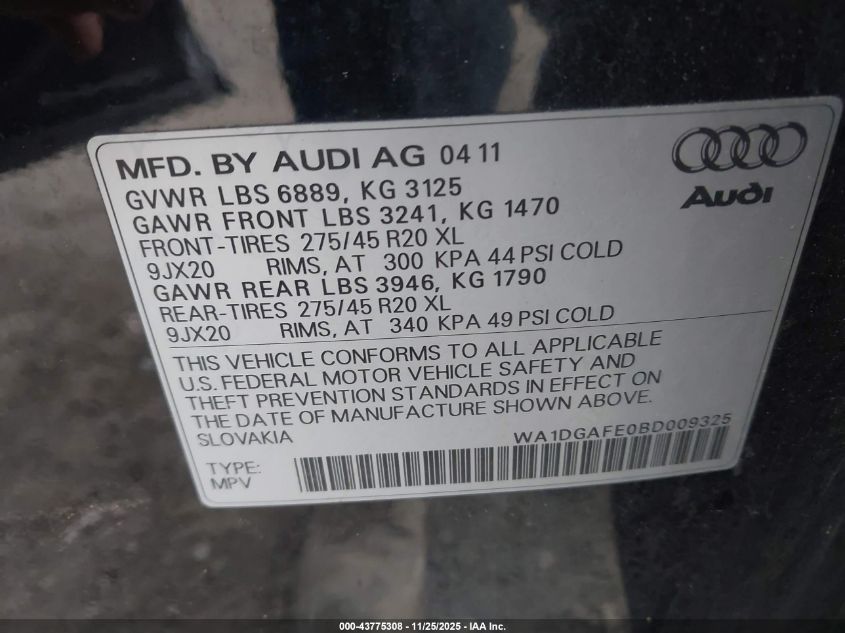 MFD. BY AUDI AG 04 11
GVWR LBS 6889, KG 3125
GAWR FRONT LBS 3241, KG 1470
FRONT-TIRES 275/45 R20 XL
9JX20 RIMS, AT 300 KPA 44 PSI COLD
GAWR REAR LBS 3946, KG 1790
REAR-TIRES 275/45 R20 XL
9JX20 RIMS, AT 340 KPA 49 PSI COLD
Audi
THIS VEHICLE CONFORMS TO ALL APPLICABLE
U.S. FEDERAL MOTOR VEHICLE SAFETY AND
THEFT PREVENTION STANDARDS IN EFFECT ON
THE DATE OF MANUFACTURE SHOWN ABOVE.
SLOVAKIA WA1DGAFE0BD009325
TYPE:
MPV
000-43775308 - 11/25/2025 - IAA Inc.